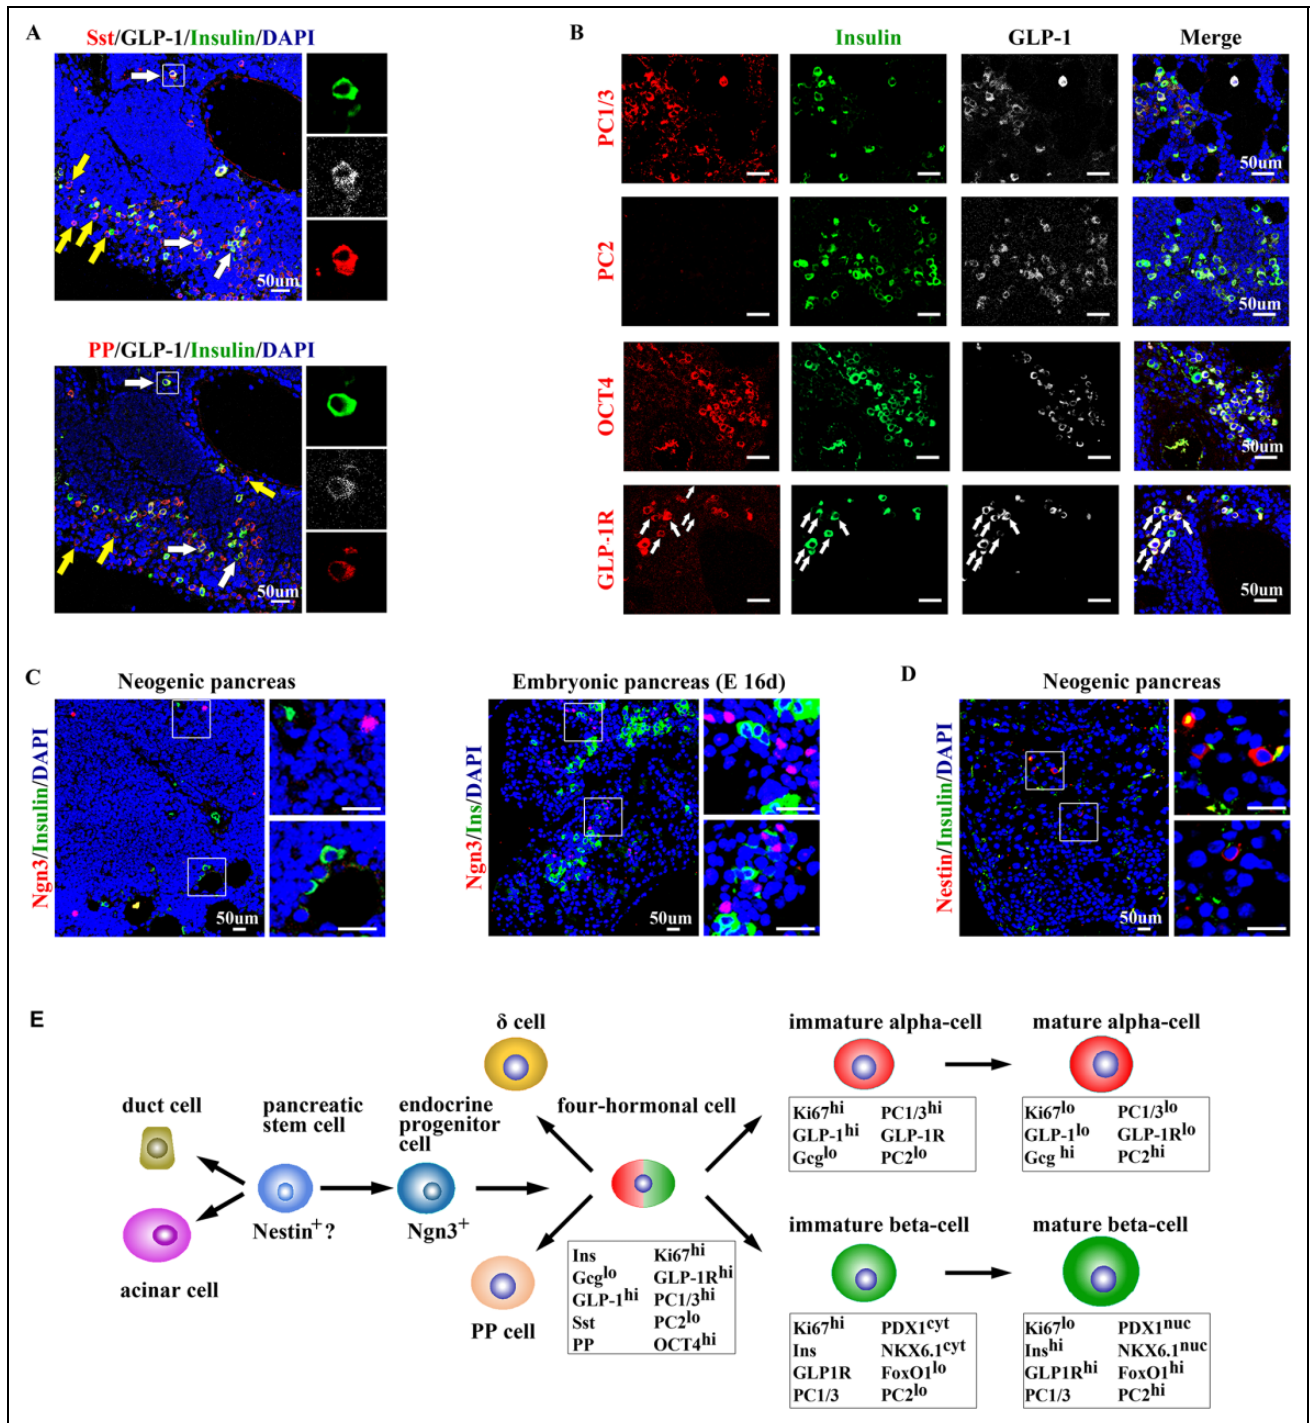 A
Sst/GLP-1/Insulin/DAPI
50um
PP/GLP-1/Insulin/DAPI
50um
B
Insulin GLP-1 Merge
PC1/3
50um
PC2
50um
OCT4
50um
GLP-1R
50um
C
Neogenic pancreas
Ngn3/Insulin/DAPI
50um
Embryonic pancreas (E 16d)
Ngn3/Ins/DAPI
50um
D
Neogenic pancreas
Nestin/Insulin/DAPI
50um
E
duct cell
acinar cell
pancreatic
stem cell
Nestin+?
endocrine
progenitor
cell
Ngn3+
δ cell
PP cell
four-hormonal cell
Ins Ki67hi
Gcglo GLP-1Rhi
GLP-1hi PC1/3hi
Sst PC2lo
PP OCT4hi
immature alpha-cell
Ki67hi PC1/3hi
GLP-1hi GLP-1R
Gcglo PC2lo
mature alpha-cell
Ki67lo PC1/3lo
GLP-1lo GLP-1Rlo
Gcg hi PC2hi
immature beta-cell
Ki67hi PDX1cyt
Ins NKX6.1cyt
GLP1R FoxO1lo
PC1/3 PC2lo
mature beta-cell
Ki67lo PDX1nuc
Inshi NKX6.1nuc
GLP1Rhi FoxO1hi
PC1/3 PC2hi